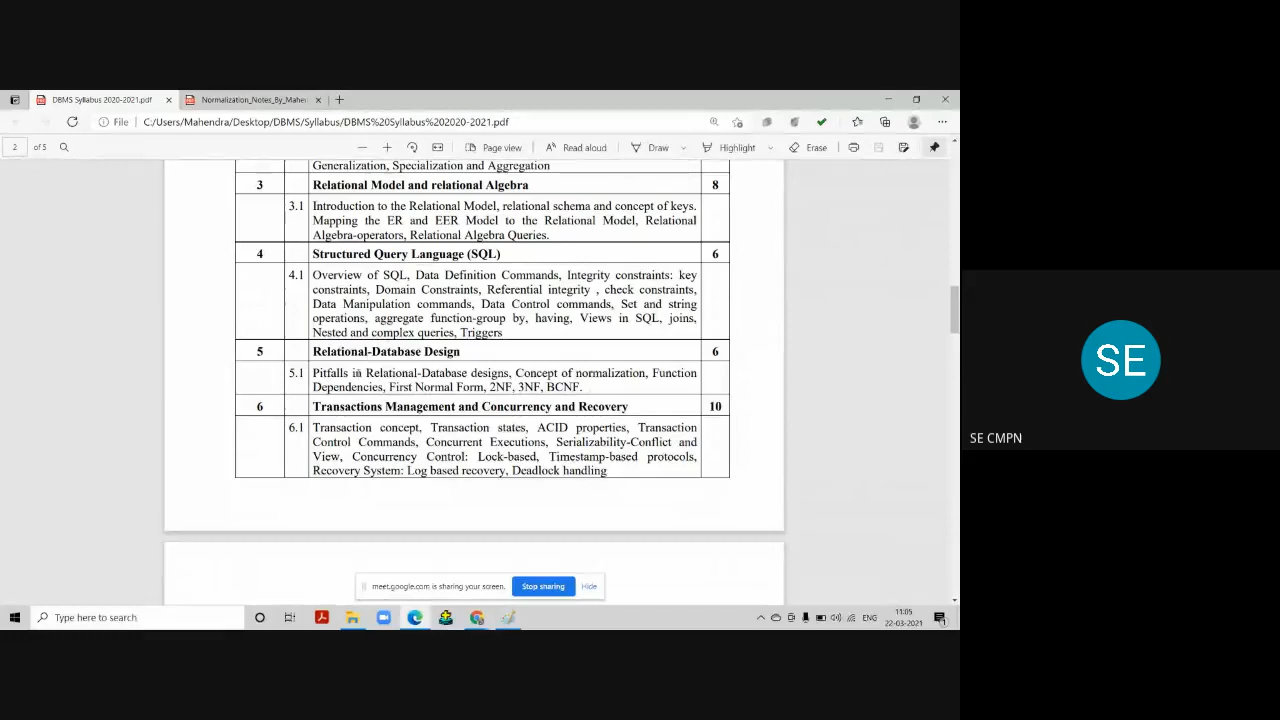 DBMS Syllabus 2020-2021.pdf
Normalization_Notes_By_Maher
File
C:/Users/Mahendra/Desktop/DBMS/Syllabus/DBMS%20Syllabus%202020-2021.pdf
2 of 5
Page view
Read aloud
Draw
Highlight
Erase
Generalization, Specialization and Aggregation
3 Relational Model and relational Algebra 8
3.1 Introduction to the Relational Model, relational schema and concept of keys.
Mapping the ER and EER Model to the Relational Model, Relational
Algebra-operators, Relational Algebra Queries.
4 Structured Query Language (SQL) 6
4.1 Overview of SQL, Data Definition Commands, Integrity constraints: key
constraints, Domain Constraints, Referential integrity , check constraints,
Data Manipulation commands, Data Control commands, Set and string
operations, aggregate function-group by, having, Views in SQL, joins,
Nested and complex queries, Triggers
5 Relational-Database Design 6
5.1 Pitfalls in Relational-Database designs, Concept of normalization, Function
Dependencies, First Normal Form, 2NF, 3NF, BCNF.
6 Transactions Management and Concurrency and Recovery 10
6.1 Transaction concept, Transaction states, ACID properties, Transaction
Control Commands, Concurrent Executions, Serializability-Conflict and
View, Concurrency Control: Lock-based, Timestamp-based protocols,
Recovery System: Log based recovery, Deadlock handling
meet.google.com is sharing your screen.
Stop sharing
Hide
Type here to search
ENG
11:05
22-03-2021
SE
SE CMPN